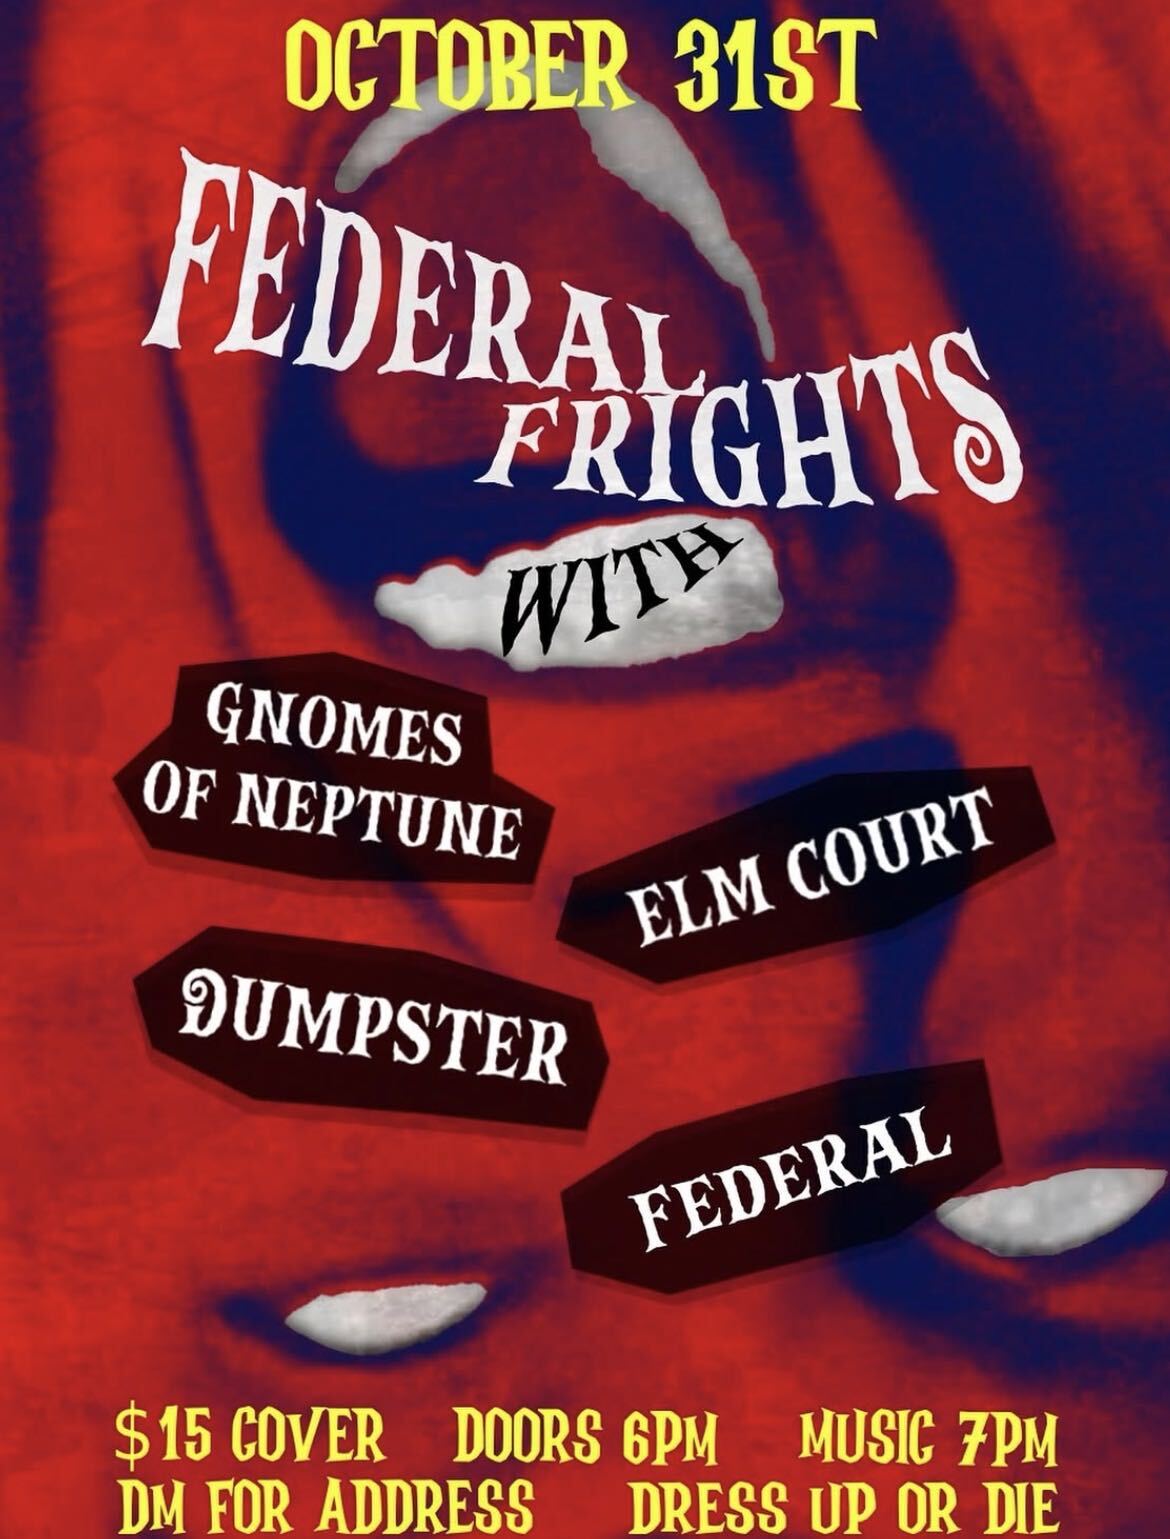 OCTOBER 31ST
FEDERAL
FRIGHTS
WITH
GNOMES
OF NEPTUNE
ELM COURT
DUMPSTER
FEDERAL
$15 COVER DOORS 6PM MUSIC 7PM
DM FOR ADDRESS DRESS UP OR DIE